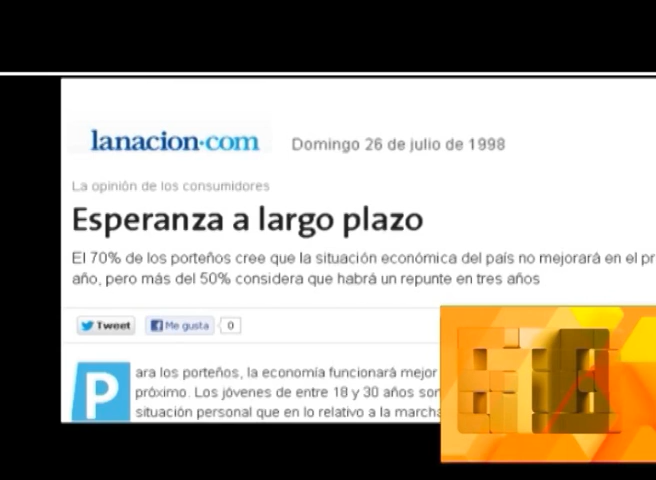 lanacion·com
Domingo 26 de julio de 1998
La opinión de los consumidores
Esperanza a largo plazo
El 70% de los porteños cree que la situación económica del país no mejorará en el pr
año, pero más del 50% considera que habrá un repunte en tres años
Tweet
Me gusta
0
Para los porteños, la economía funcionará mejor
próximo. Los jóvenes de entre 18 y 30 años son
situación personal que en lo relativo a la marcha